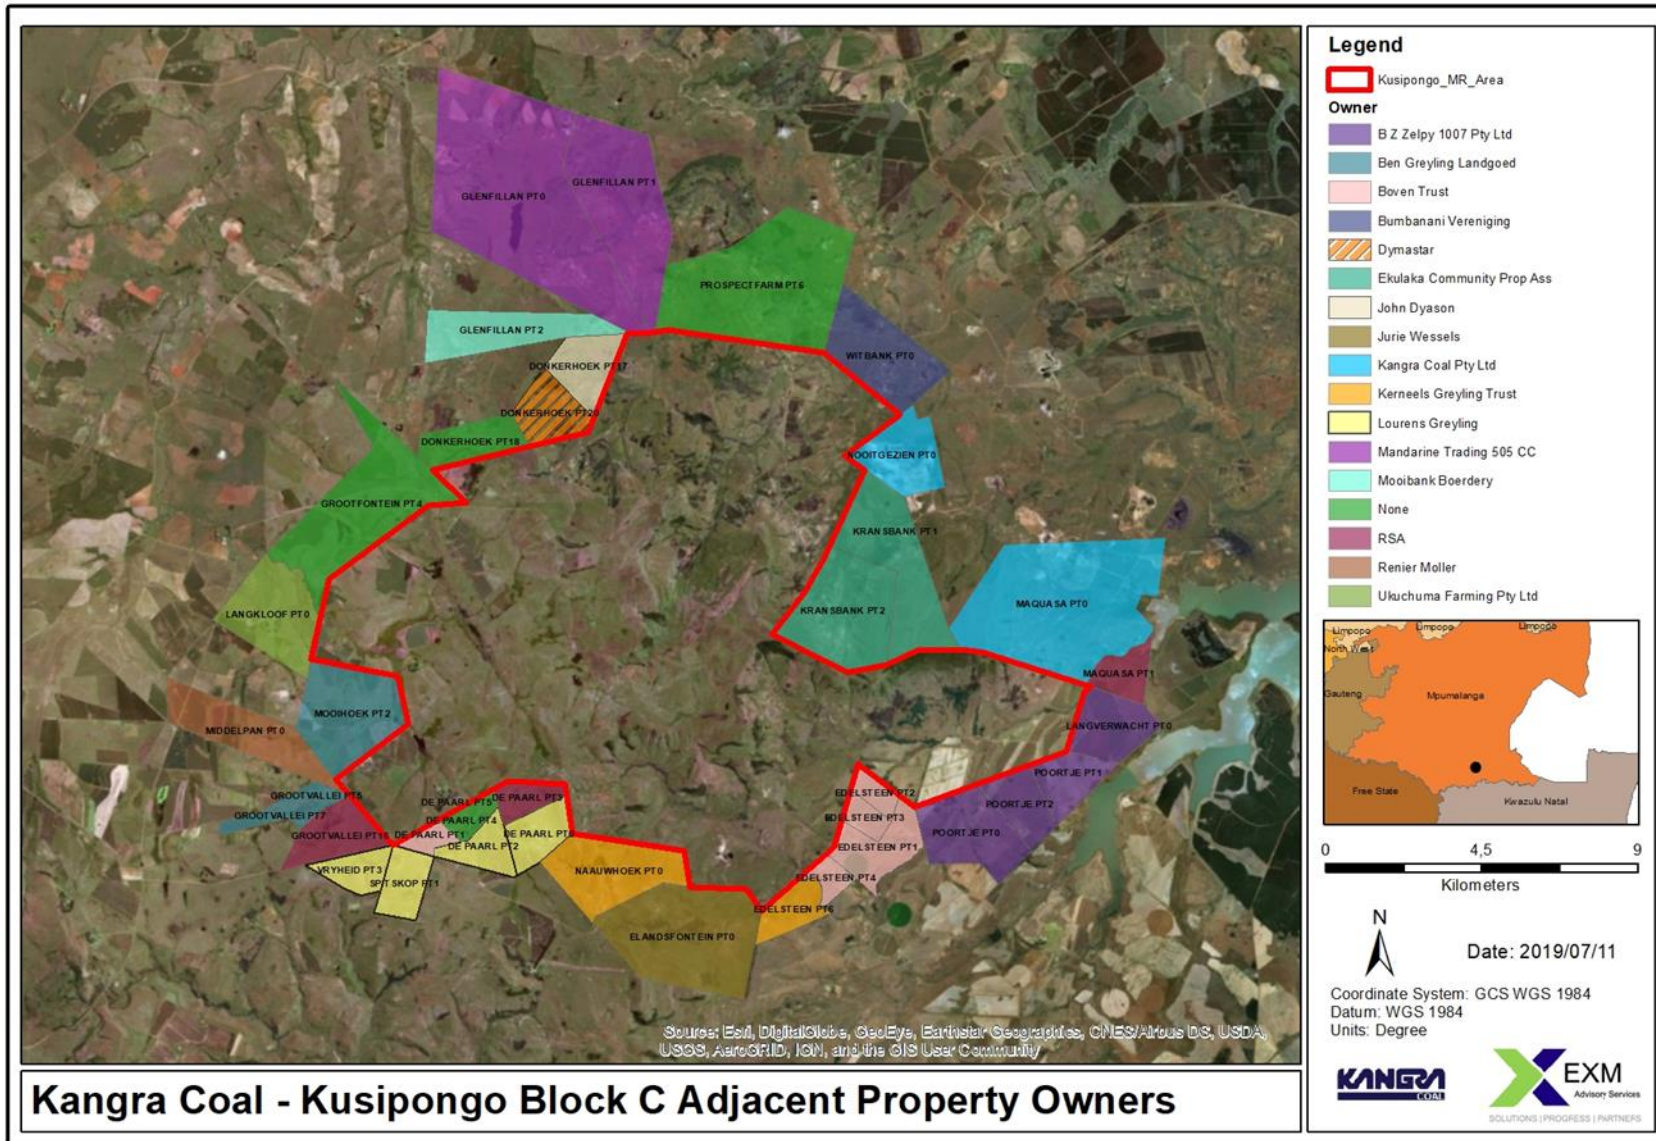 GLENFILLAN PT1
GLENFILLAN PT0
PROSPECTFARM PT6
GLENFILLAN PT2
WITBANK PT0
DONKERHOEK PT17
DONKERHOEK PT20
DONKERHOEK PT18
NOOITGEZIEN PT0
GROOTFONTEIN PT4
KRANSBANK PT1
MAQUASA PT0
KRANSBANK PT2
LANGKLOOF PT0
MAQUASA PT1
MOOIHOEK PT2
LANGVERWACHT PT0
MIDDELPAN PT0
POORTJE PT1
GROOTVALLEI PT5
DE PAARL PT3
EDELSTEEN PT2
DE PAARL PT5
POORTJE PT2
GROOTVALLEI PT7
EDELSTEEN PT3
DE PAARL PT4
GROOTVALLEI PT16
DE PAARL PT1
POORTJE PT0
DE PAARL PT2
EDELSTEEN PT1
VRYHEID PT3
NAAUWHOEK PT0
EDELSTEEN PT4
SPITSKOP PT1
EDELSTEEN PT6
ELANDSFONTEIN PT0
Source: Esri, DigitalGlobe, GeoEye, Earthstar Geographics, CNES/Airbus DS, USDA,
USGS, AeroGRID, IGN, and the GIS User Community
Kangra Coal - Kusipongo Block C Adjacent Property Owners
Legend
Kusipongo_MR_Area
Owner
B Z Zelpy 1007 Pty Ltd
Ben Greyling Landgoed
Boven Trust
Bumbanani Vereniging
Dymastar
Ekulaka Community Prop Ass
John Dyason
Jurie Wessels
Kangra Coal Pty Ltd
Kerneels Greyling Trust
Lourens Greyling
Mandarine Trading 505 CC
Mooibank Boerdery
None
RSA
Renier Moller
Ukuchuma Farming Pty Ltd
Limpopo
Limpopo
Limpopo
North West
Gauteng
Mpumalanga
Free State
Kwazulu Natal
0 4,5 9
Kilometers
N
Date: 2019/07/11
Coordinate System: GCS WGS 1984
Datum: WGS 1984
Units: Degree
KANGRA
COAL
EXM
Advisory Services
SOLUTIONS | PROGRESS | PARTNERS